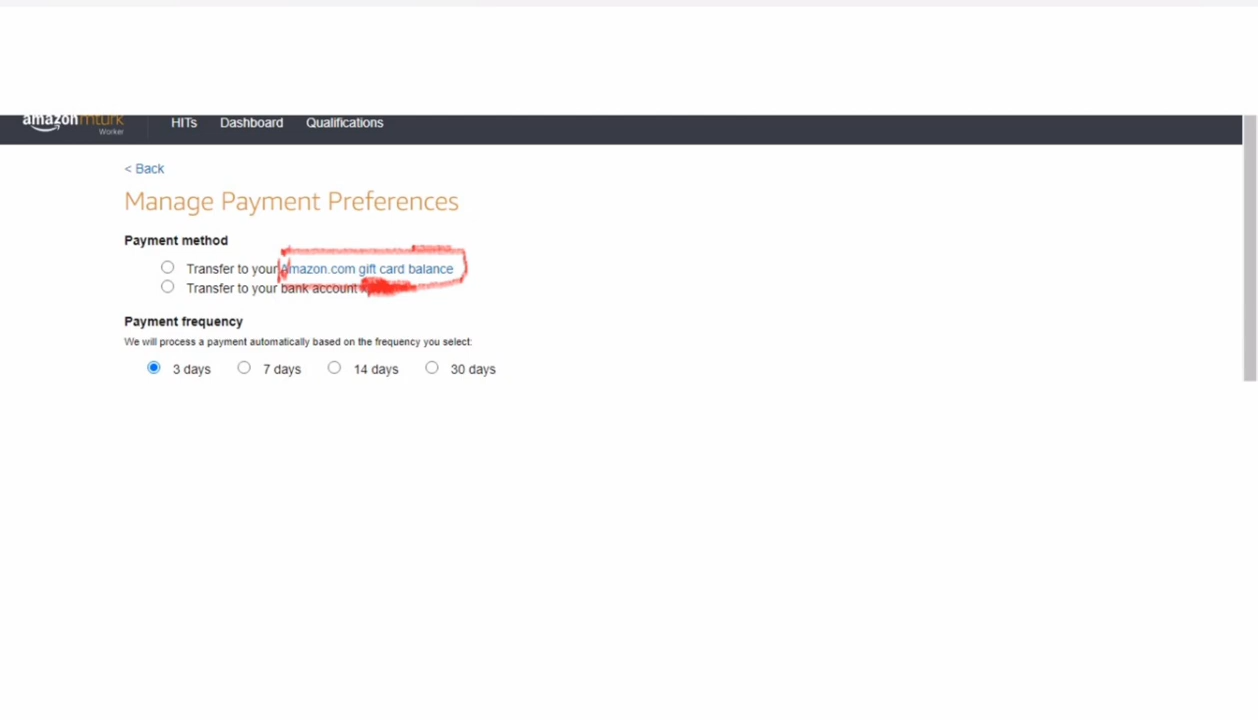 amazon mturk
Worker
HITs Dashboard Qualifications
< Back
Manage Payment Preferences
Payment method
Transfer to your Amazon.com gift card balance
Transfer to your bank account
Payment frequency
We will process a payment automatically based on the frequency you select:
3 days 7 days 14 days 30 days